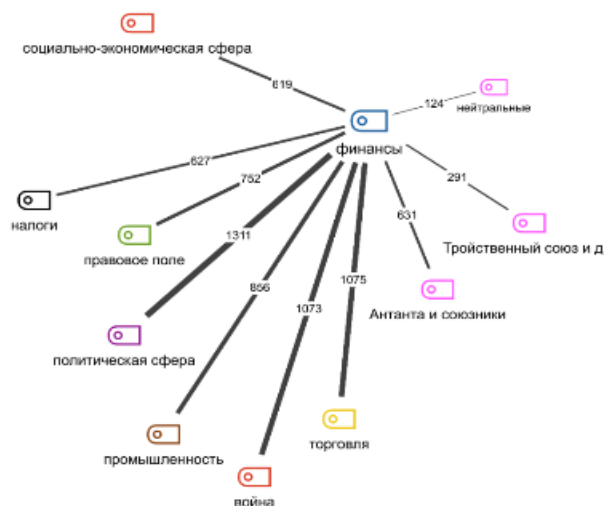 социально-экономическая сфера
619
124
нейтральные
финансы
627
752
291
налоги
631
1311
Тройственный союз и д
правовое поле
1075
856
1073
Антанта и союзники
политическая сфера
торговля
промышленность
война